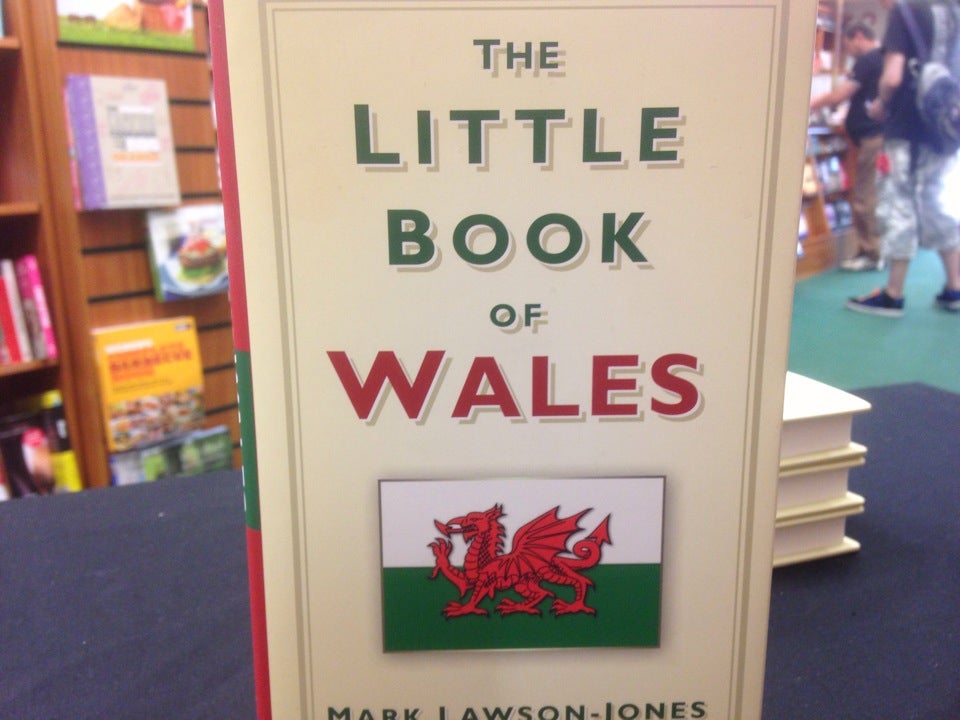 THE
LITTLE
BOOK
OF
WALES
MARK LAWSON-JONES